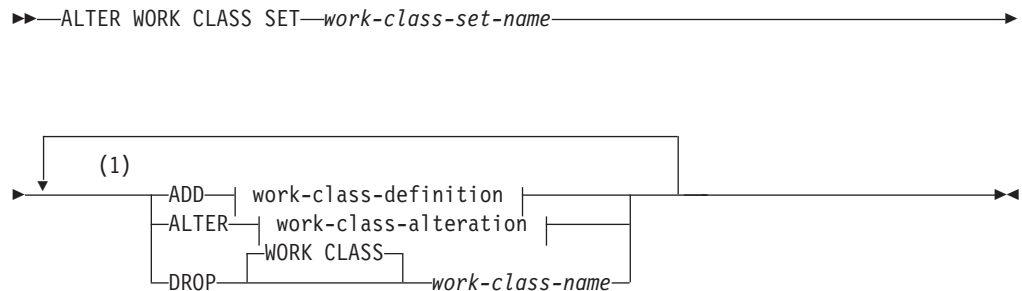 ALTER WORK CLASS SET work-class-set-name
(1)
ADD work-class-definition
ALTER work-class-alteration
WORK CLASS
DROP work-class-name